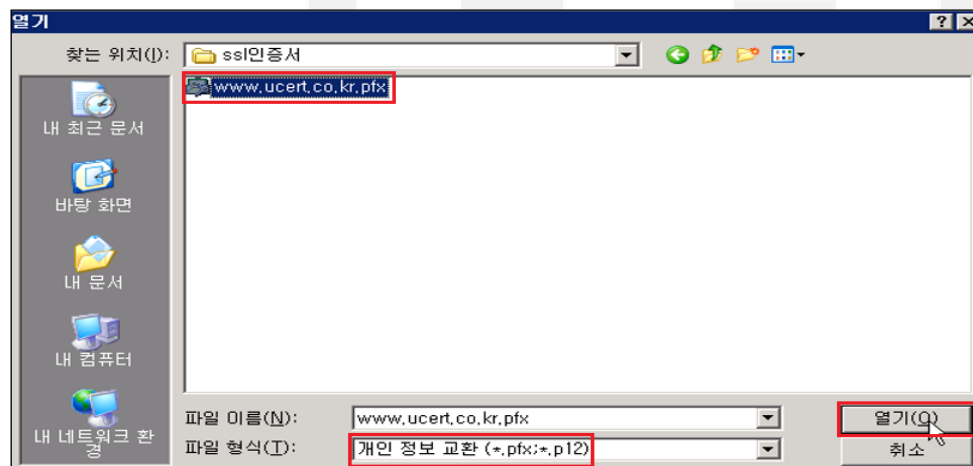 열기
찾는 위치(I):
ssl인증서
www.ucert.co.kr.pfx
내 최근 문서
바탕 화면
내 문서
내 컴퓨터
내 네트워크 환
경
파일 이름(N):
www.ucert.co.kr.pfx
열기(O)
파일 형식(T):
개인 정보 교환 (*.pfx;*.p12)
취소